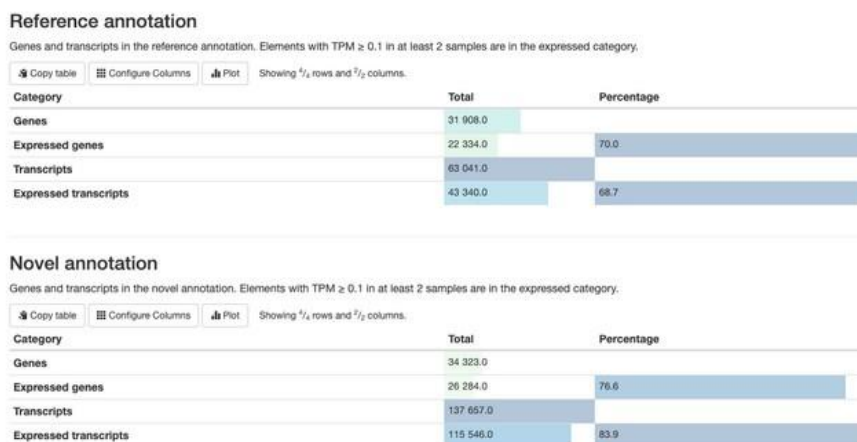 Reference annotation
Genes and transcripts in the reference annotation. Elements with TPM ≥ 0.1 in at least 2 samples are in the expressed category.
Copy table Configure Columns Plot Showing 4/4 rows and 2/2 columns.
Category Total Percentage
Genes 31 908.0
Expressed genes 22 334.0 70.0
Transcripts 63 041.0
Expressed transcripts 43 340.0 68.7
Novel annotation
Genes and transcripts in the novel annotation. Elements with TPM ≥ 0.1 in at least 2 samples are in the expressed category.
Copy table Configure Columns Plot Showing 4/4 rows and 2/2 columns.
Category Total Percentage
Genes 34 323.0
Expressed genes 26 284.0 76.6
Transcripts 137 657.0
Expressed transcripts 115 546.0 83.9